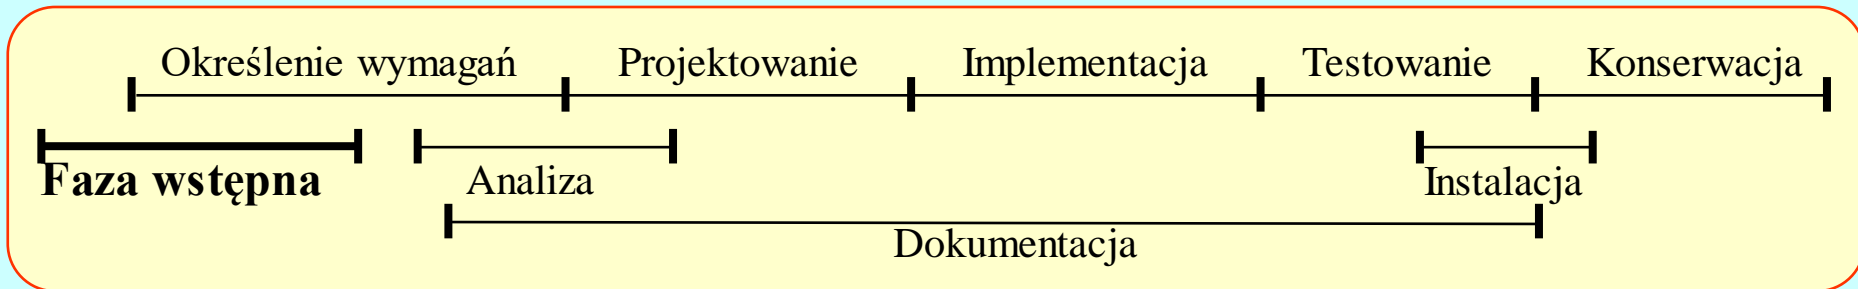 Określenie wymagań Projektowanie Implementacja Testowanie Konserwacja
Faza wstępna Analiza Instalacja
Dokumentacja